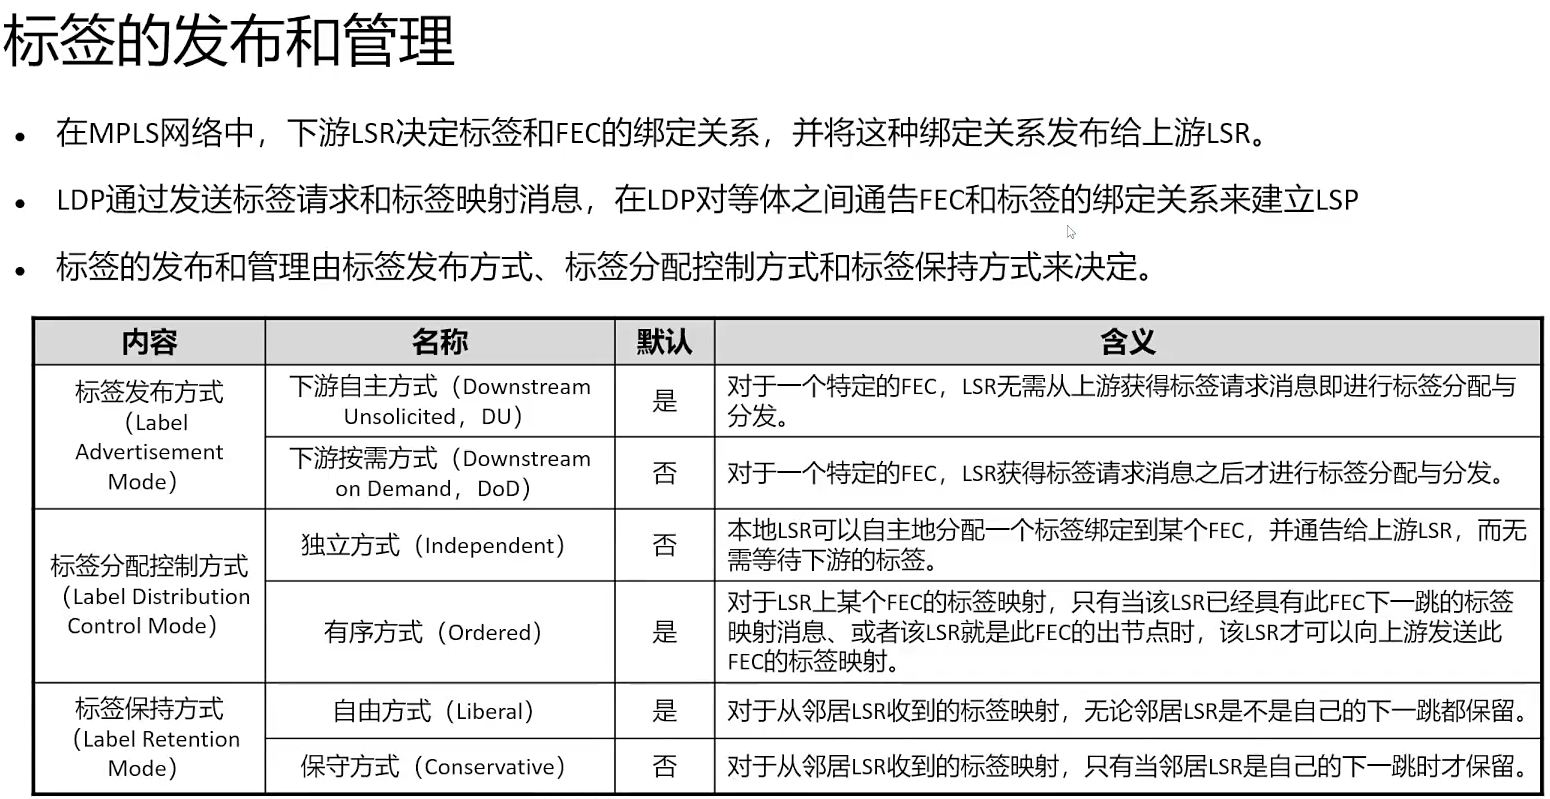 标签的发布和管理
在MPLS网络中，下游LSR决定标签和FEC的绑定关系，并将这种绑定关系发布给上游LSR。
LDP通过发送标签请求和标签映射消息，在LDP对等体之间通告FEC和标签的绑定关系来建立LSP
标签的发布和管理由标签发布方式、标签分配控制方式和标签保持方式来决定。
内容 名称 默认 含义
标签发布方式
（Label
Advertisement
Mode）
下游自主方式（Downstream
Unsolicited，DU）
是
对于一个特定的FEC，LSR无需从上游获得标签请求消息即进行标签分配与
分发。
下游按需方式（Downstream
on Demand，DoD）
否
对于一个特定的FEC，LSR获得标签请求消息之后才进行标签分配与分发。
标签分配控制方式
（Label Distribution
Control Mode）
独立方式（Independent）
否
本地LSR可以自主地分配一个标签绑定到某个FEC，并通告给上游LSR，而无
需等待下游的标签。
有序方式（Ordered）
是
对于LSR上某个FEC的标签映射，只有当该LSR已经具有此FEC下一跳的标签
映射消息、或者该LSR就是此FEC的出节点时，该LSR才可以向上游发送此
FEC的标签映射。
标签保持方式
（Label Retention
Mode）
自由方式（Liberal）
是
对于从邻居LSR收到的标签映射，无论邻居LSR是不是自己的下一跳都保留。
保守方式（Conservative）
否
对于从邻居LSR收到的标签映射，只有当邻居LSR是自己的下一跳时才保留。